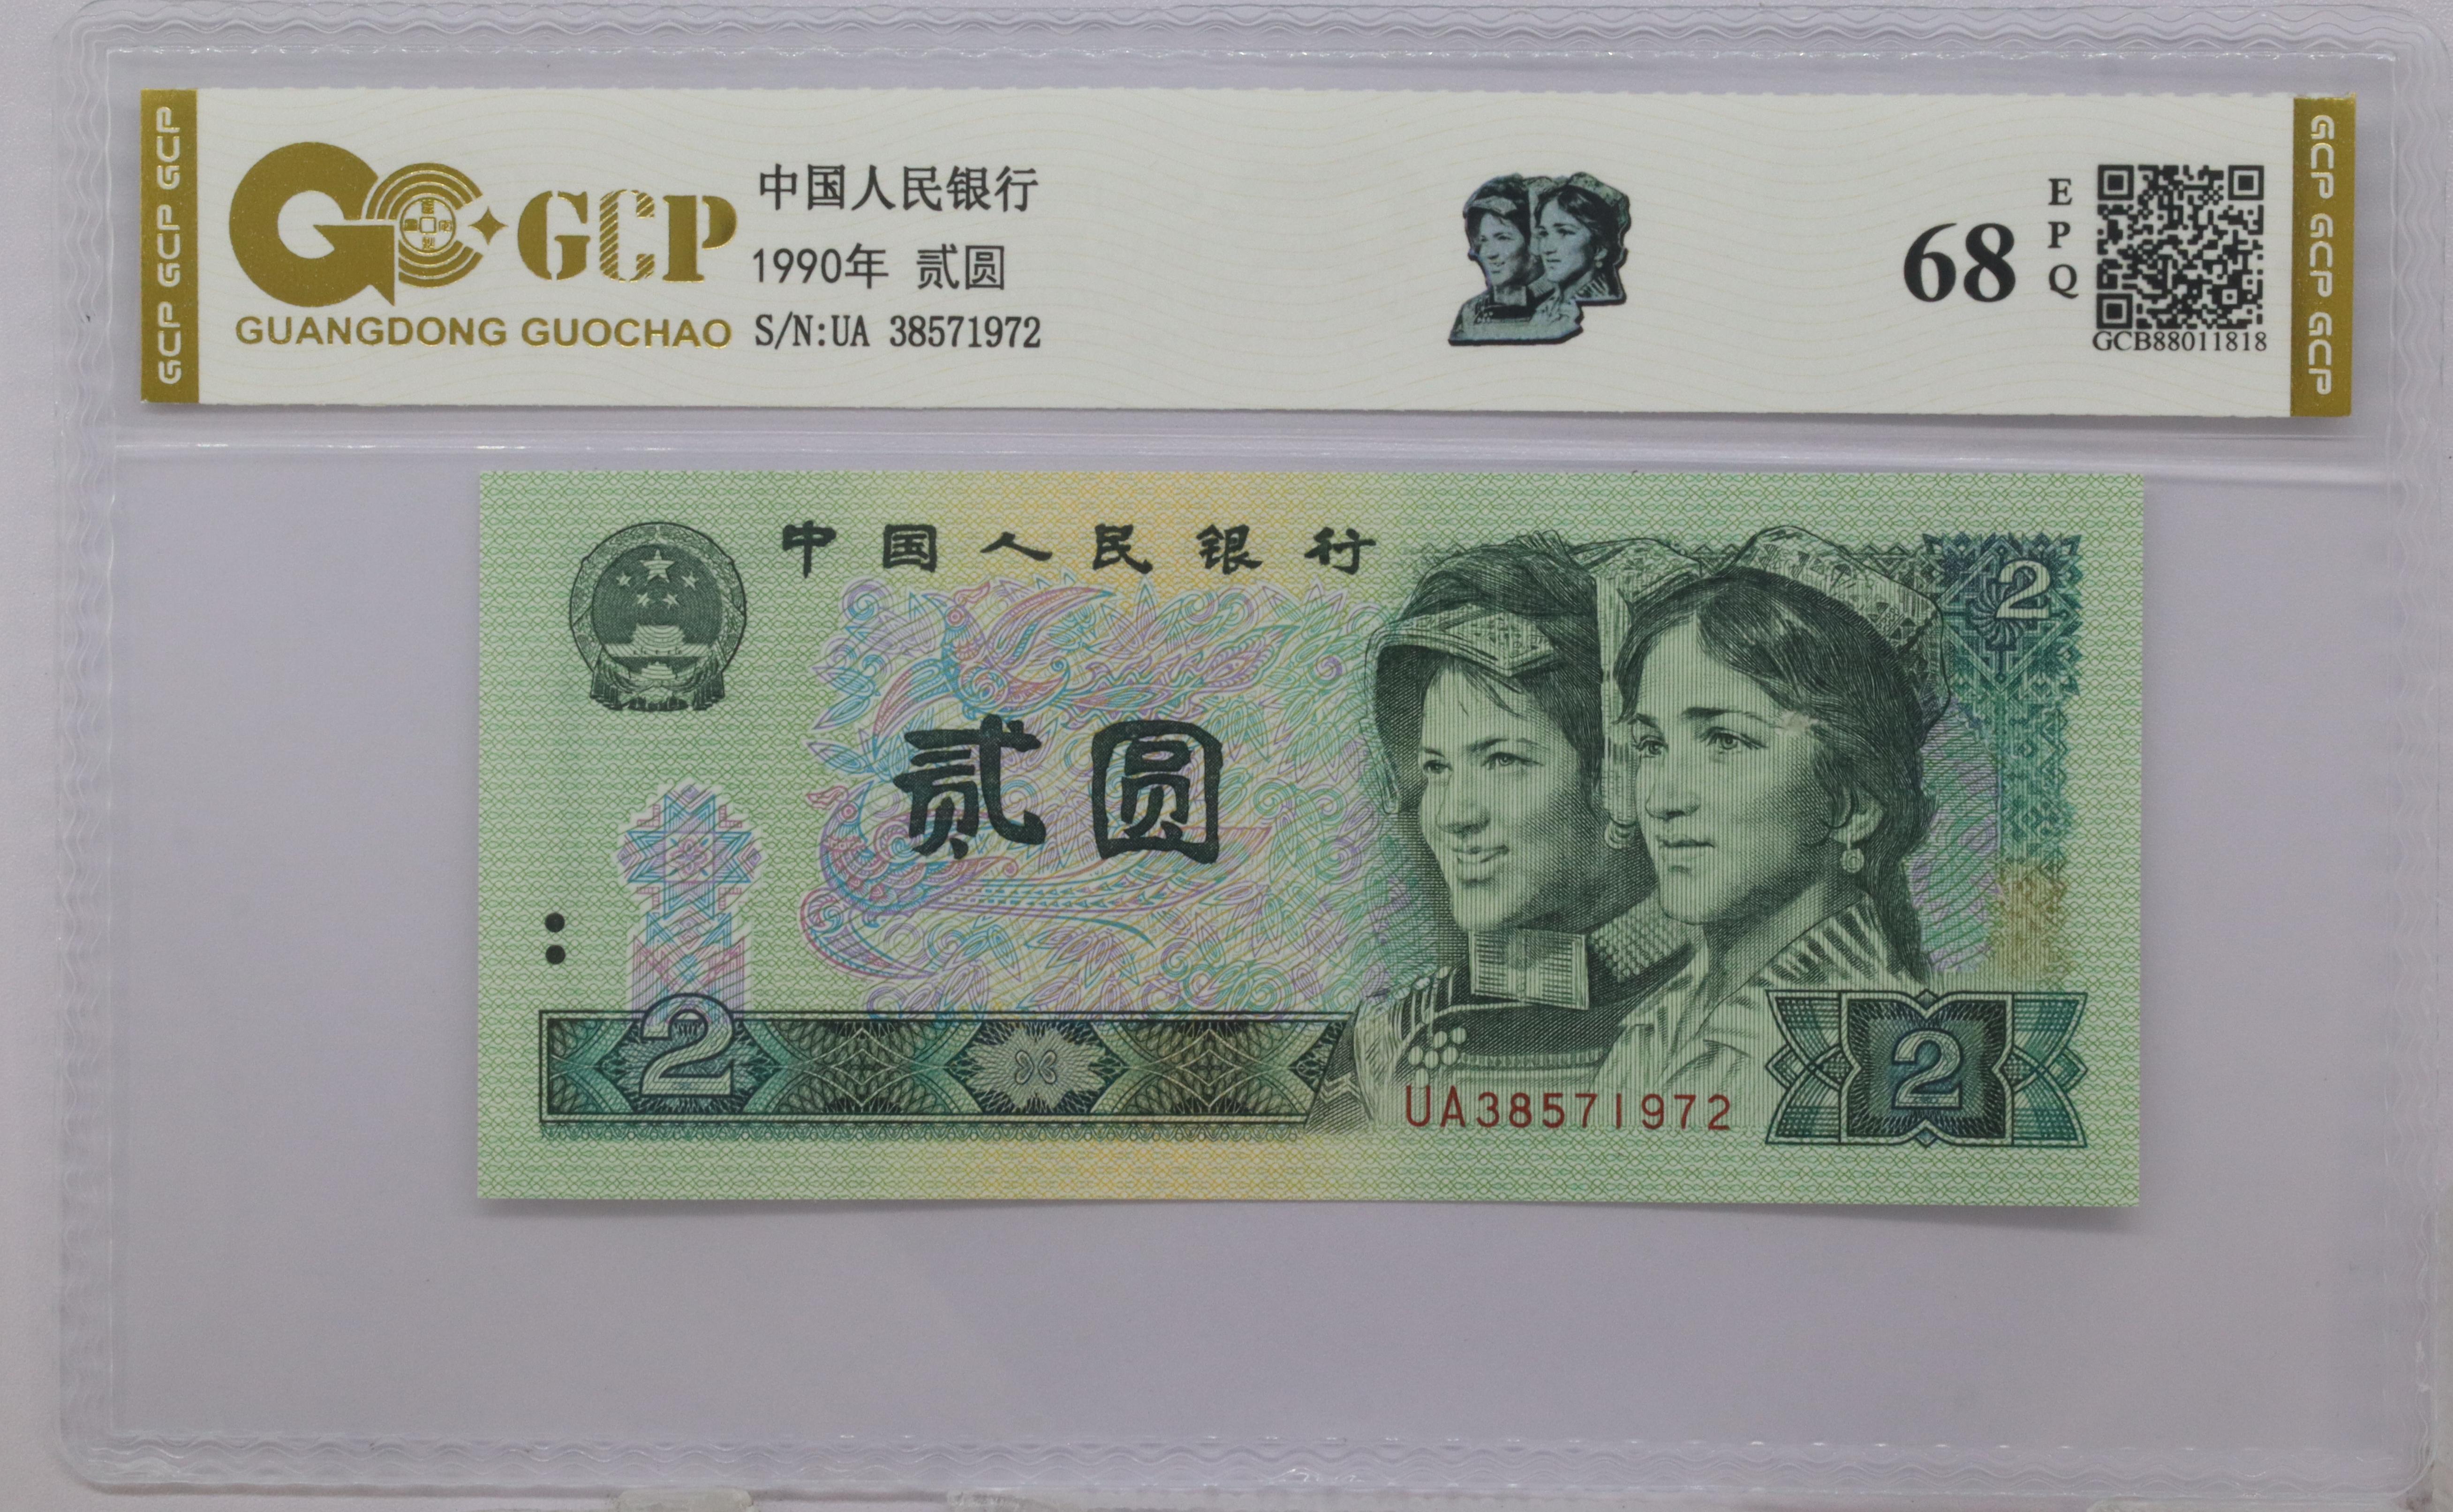 GCP GCP GCP
GCP
GUANGDONG GUOCHAO
中国人民银行
1990年 贰圆
S/N:UA 38571972
68
EPQ
GCB88011818
GCP GCP GCP
中国人民银行
2
贰圆
2
UA38571972
2